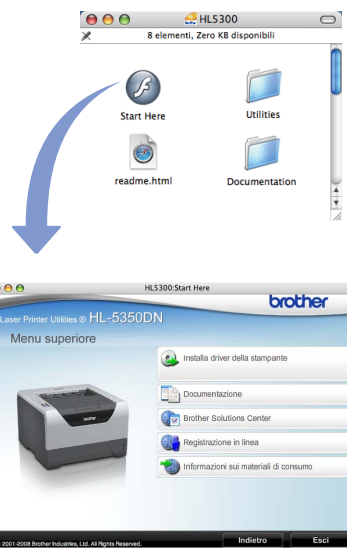 HL5300
8 elementi, Zero KB disponibili
Start Here
Utilities
readme.html
Documentation
HL5300:Start Here
brother
Laser Printer Utilities ® HL-5350DN
Menu superiore
Installa driver della stampante
Documentazione
Brother Solutions Center
Registrazione in linea
Informazioni sui materiali di consumo
brother
2001-2008 Brother Industries, Ltd. All Rights Reserved.
Indietro
Esci